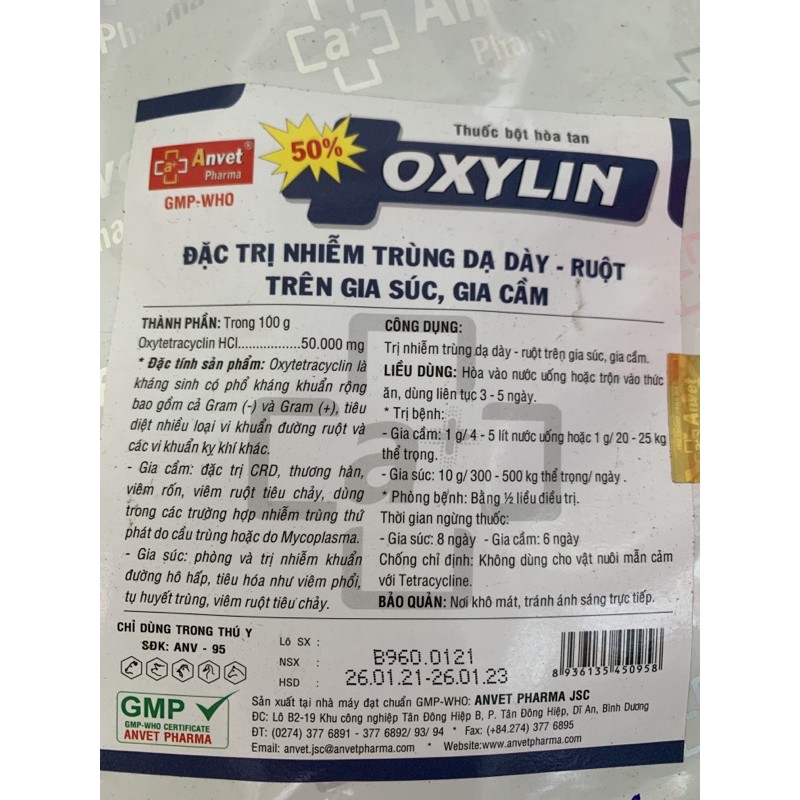 Anvet
Pharma
Thuốc bột hòa tan
Anvet®
Pharma
GMP-WHO
50%
OXYLIN
ĐẶC TRỊ NHIỄM TRÙNG DẠ DÀY - RUỘT
TRÊN GIA SÚC, GIA CẦM
THÀNH PHẦN: Trong 100 g
Oxytetracyclin HCl.................50.000 mg
* Đặc tính sản phẩm: Oxytetracyclin là
kháng sinh có phổ kháng khuẩn rộng
bao gồm cả Gram (-) và Gram (+), tiêu
diệt nhiều loại vi khuẩn đường ruột và
các vi khuẩn kỵ khí khác.
- Gia cầm: đặc trị CRD, thương hàn,
viêm rốn, viêm ruột tiêu chảy, dùng
trong các trường hợp nhiễm trùng thứ
phát do cầu trùng hoặc do Mycoplasma.
- Gia súc: phòng và trị nhiễm khuẩn
đường hô hấp, tiêu hóa như viêm phổi,
tụ huyết trùng, viêm ruột tiêu chảy.
CÔNG DỤNG:
Trị nhiễm trùng dạ dày - ruột trên gia súc, gia cầm.
LIỀU DÙNG: Hòa vào nước uống hoặc trộn vào thức
ăn, dùng liên tục 3 - 5 ngày.
* Trị bệnh:
- Gia cầm: 1 g/ 4 - 5 lít nước uống hoặc 1 g/ 20 - 25 kg
thể trọng.
- Gia súc: 10 g/ 300 - 500 kg thể trọng/ ngày .
* Phòng bệnh: Bằng ½ liều điều trị.
Thời gian ngừng thuốc:
- Gia súc: 8 ngày - Gia cầm: 6 ngày
Chống chỉ định: Không dùng cho vật nuôi mẫn cảm
với Tetracycline.
BẢO QUẢN: Nơi khô mát, tránh ánh sáng trực tiếp.
Anvet
CHỈ DÙNG TRONG THÚ Y
SĐK: ANV - 95
Lô SX : B960.0121
NSX : 26.01.21-26.01.23
HSD :
8 936135 450958
GMP
GMP-WHO CERTIFICATE
ANVET PHARMA
Sản xuất tại nhà máy đạt chuẩn GMP-WHO: ANVET PHARMA JSC
ĐC: Lô B2-19 Khu công nghiệp Tân Đông Hiệp B, P. Tân Đông Hiệp, Dĩ An, Bình Dương
ĐT: (0274) 377 6891 - 377 6892/ 93/ 94 * Fax: (+84.274) 377 6895
Email: anvet.jsc@anvetpharma.com * Website:www.anvetpharma.com